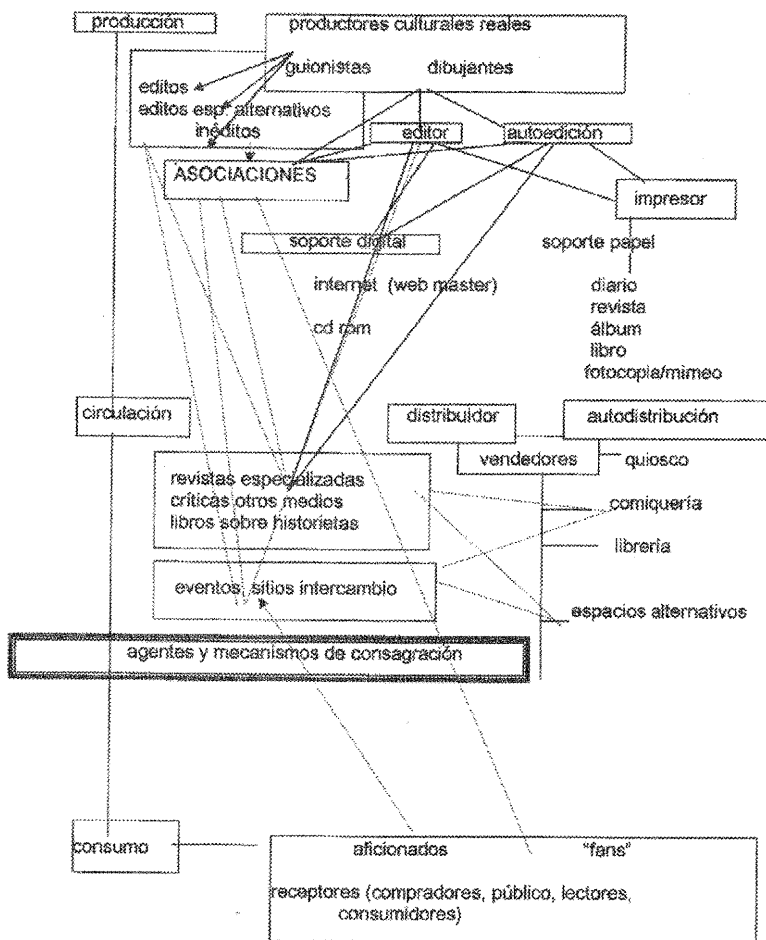 producción
productores culturales reales
guionistas dibujantes
editos
editos esp. alternativos
inéditos
editor
autoedición
ASOCIACIONES
impresor
soporte digital
soporte papel
internet (web master)
diario
revista
cd rom
álbum
libro
fotocopia/mimeo
circulación
distribuidor
autodistribución
vendedores
quiosco
revistas especializadas
críticas otros medios
libros sobre historietas
comiquería
librería
eventos, sitios intercambio
espacios alternativos
agentes y mecanismos de consagración
consumo
aficionados "fans"
receptores (compradores, público, lectores,
consumidores)